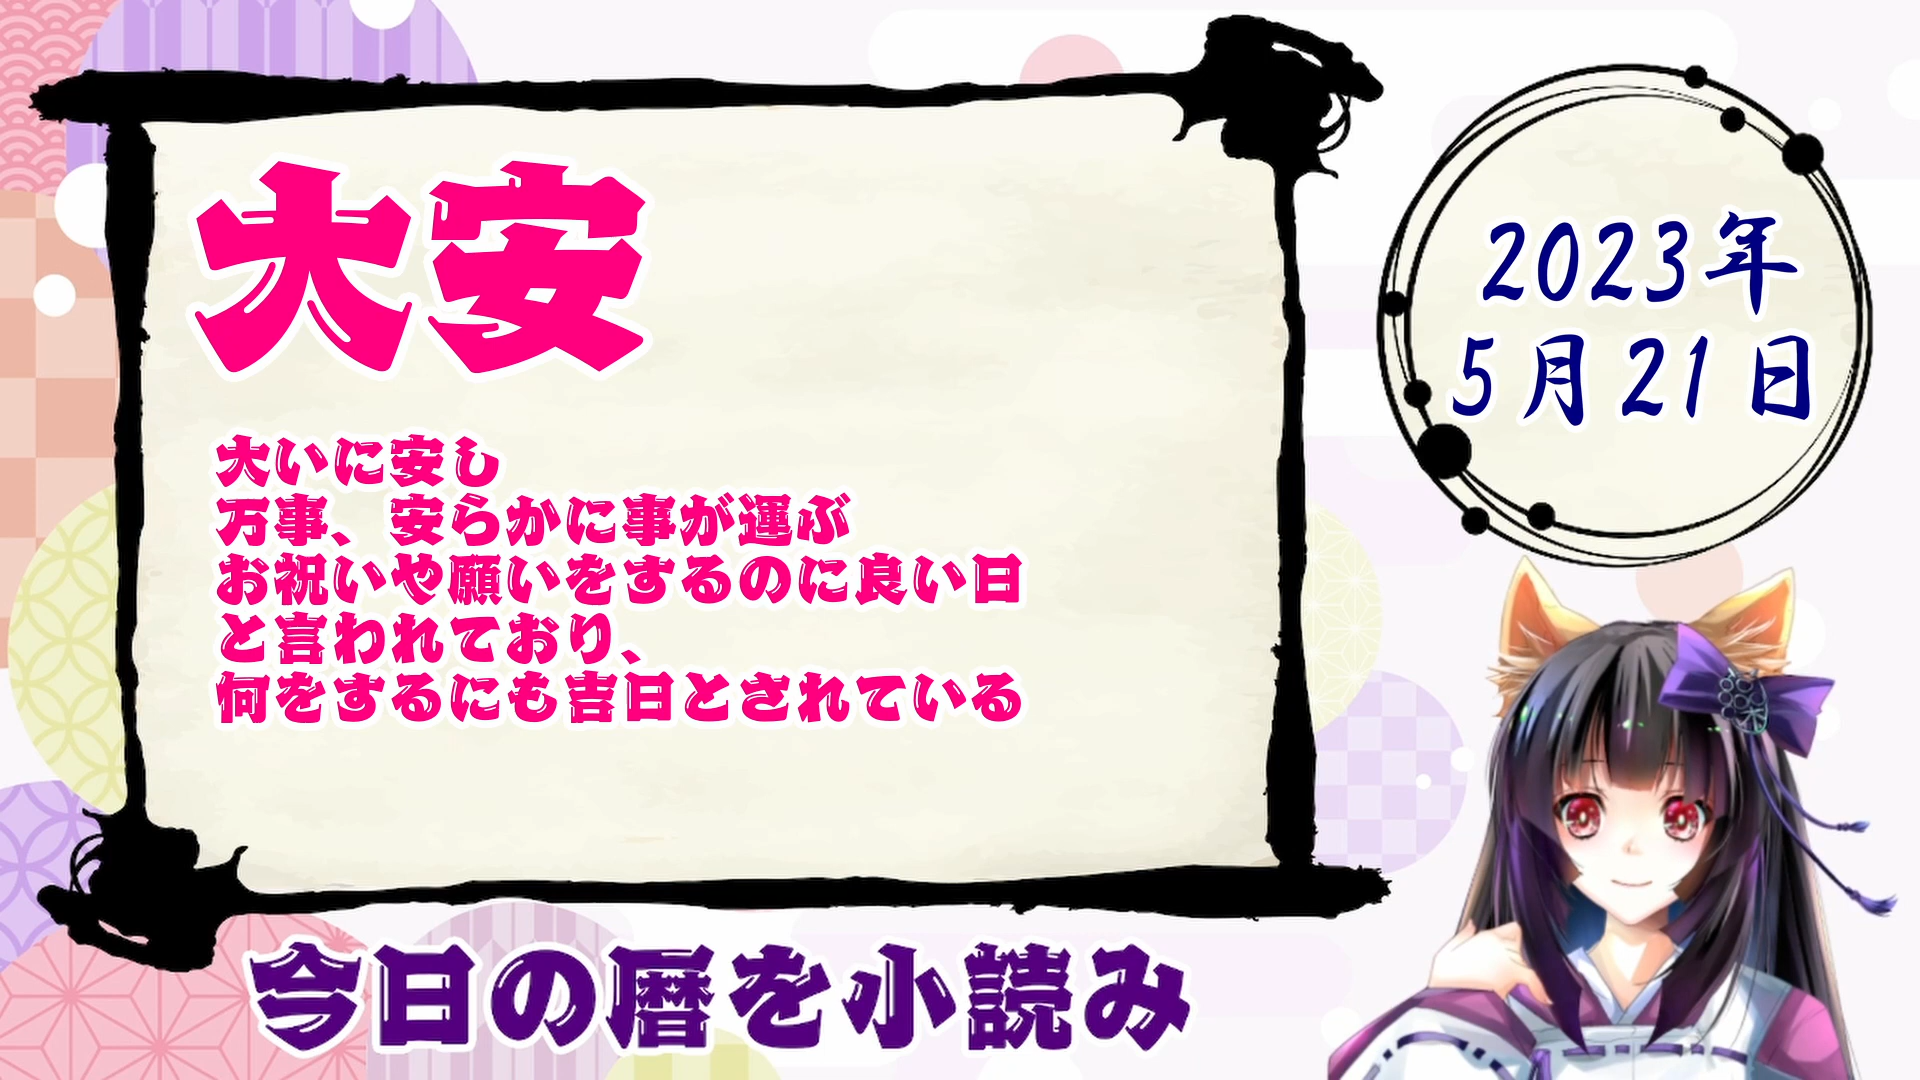 大安
大いに安し
万事、安らかに事が運ぶ
お祝いや願いをするのに良い日
と言われており、
何をするにも吉日とされている
2023年
5月21日
今日の暦を小読み